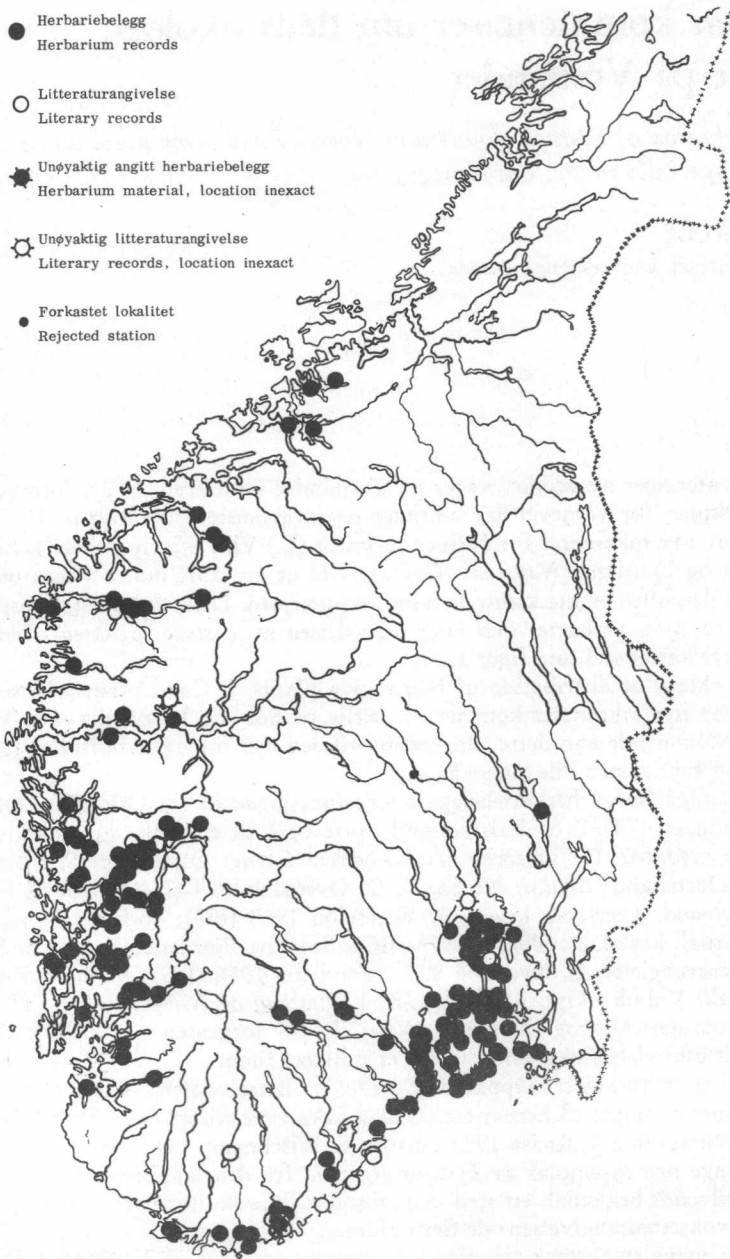 Herbariebelegg
Herbarium records
Litteraturangivelse
Literary records
Unøyaktig angitt herbariebelegg
Herbarium material, location inexact
Unøyaktig litteraturangivelse
Literary records, location inexact
Forkastet lokalitet
Rejected station